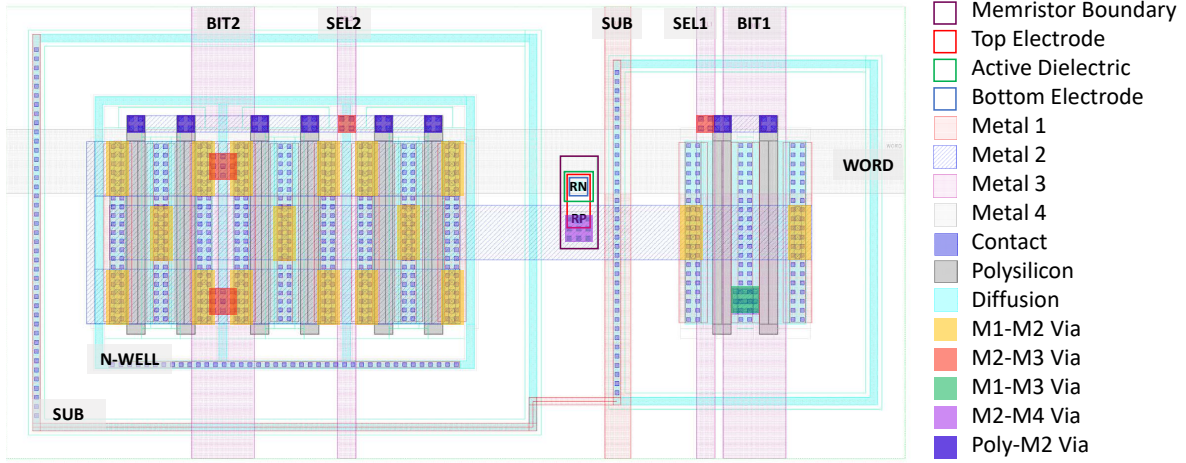 BIT2
SEL2
SUB
SEL1
BIT1
WORD
WORD
RN
RP
N-WELL
SUB
Memristor Boundary
Top Electrode
Active Dielectric
Bottom Electrode
Metal 1
Metal 2
Metal 3
Metal 4
Contact
Polysilicon
Diffusion
M1-M2 Via
M2-M3 Via
M1-M3 Via
M2-M4 Via
Poly-M2 Via